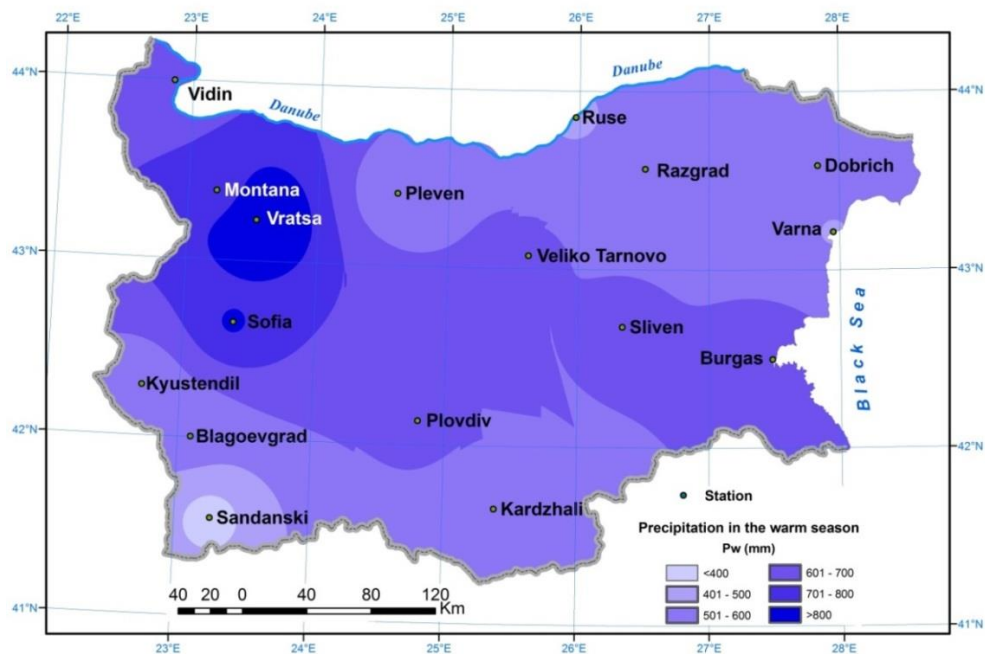 22°E 23°E 24°E 25°E 26°E 27°E 28°E
44°N
44°N
Danube
Vidin
Danube
Ruse
Razgrad
Dobrich
Montana
Pleven
Vratsa
Varna
43°N
Veliko Tarnovo
43°N
Sofia
Sliven
Black Sea
Burgas
Kyustendil
42°N
Plovdiv
Blagoevgrad
42°N
Station
Kardzhali
Sandanski
Precipitation in the warm season
Pw (mm)
<400
601 - 700
401 - 500
701 - 800
501 - 600
>800
40 20 0 40 80 120
Km
41°N
41°N
23°E 24°E 25°E 26°E 27°E 28°E